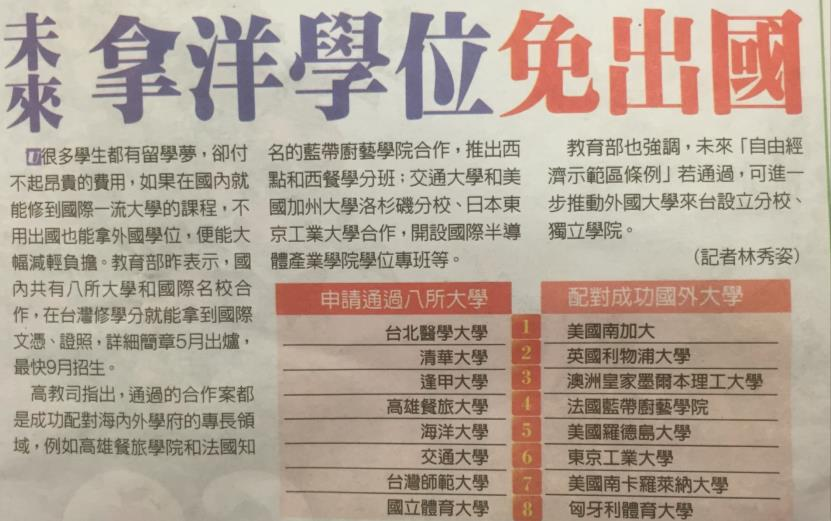 未來 拿洋學位免出國
很多學生都有留學夢，卻付
不起昂貴的費用，如果在國內就
能修到國際一流大學的課程，不
用出國也能拿外國學位，便能大
幅減輕負擔。教育部昨表示，國
內共有八所大學和國際名校合
作，在台灣修學分就能拿到國際
文憑、證照，詳細簡章5月出爐，
最快9月招生。
高教司指出，通過的合作案都
是成功配對海內外學府的專長領
域，例如高雄餐旅學院和法國知
名的藍帶廚藝學院合作，推出西
點和西餐學分班；交通大學和美
國加州大學洛杉磯分校、日本東
京工業大學合作，開設國際半導
體產業學院學位專班等。
教育部也強調，未來「自由經
濟示範區條例」若通過，可進一
步推動外國大學來台設立分校、
獨立學院。
（記者林秀姿）
申請通過八所大學 配對成功國外大學
台北醫學大學 1 美國南加大
清華大學 2 英國利物浦大學
逢甲大學 3 澳洲皇家墨爾本理工大學
高雄餐旅大學 4 法國藍帶廚藝學院
海洋大學 5 美國羅德島大學
交通大學 6 東京工業大學
台灣師範大學 7 美國南卡羅萊納大學
國立體育大學 8 匈牙利體育大學